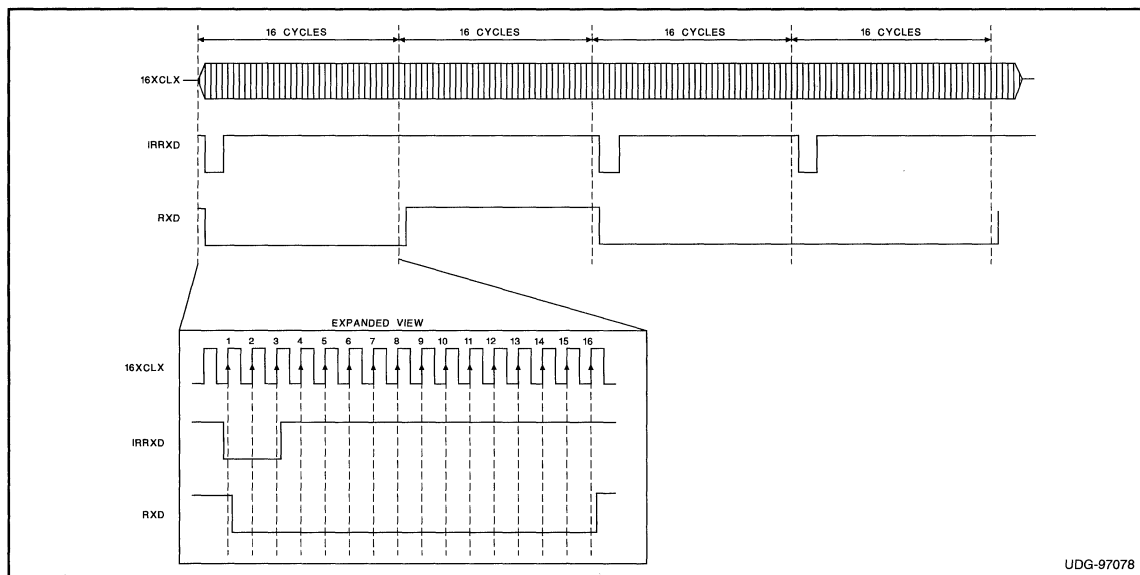 16 CYCLES 16 CYCLES 16 CYCLES 16 CYCLES
16XCLX
IRRXD
RXD
EXPANDED VIEW
1 2 3 4 5 6 7 8 9 10 11 12 13 14 15 16
16XCLX
IRRXD
RXD
UDG-97078